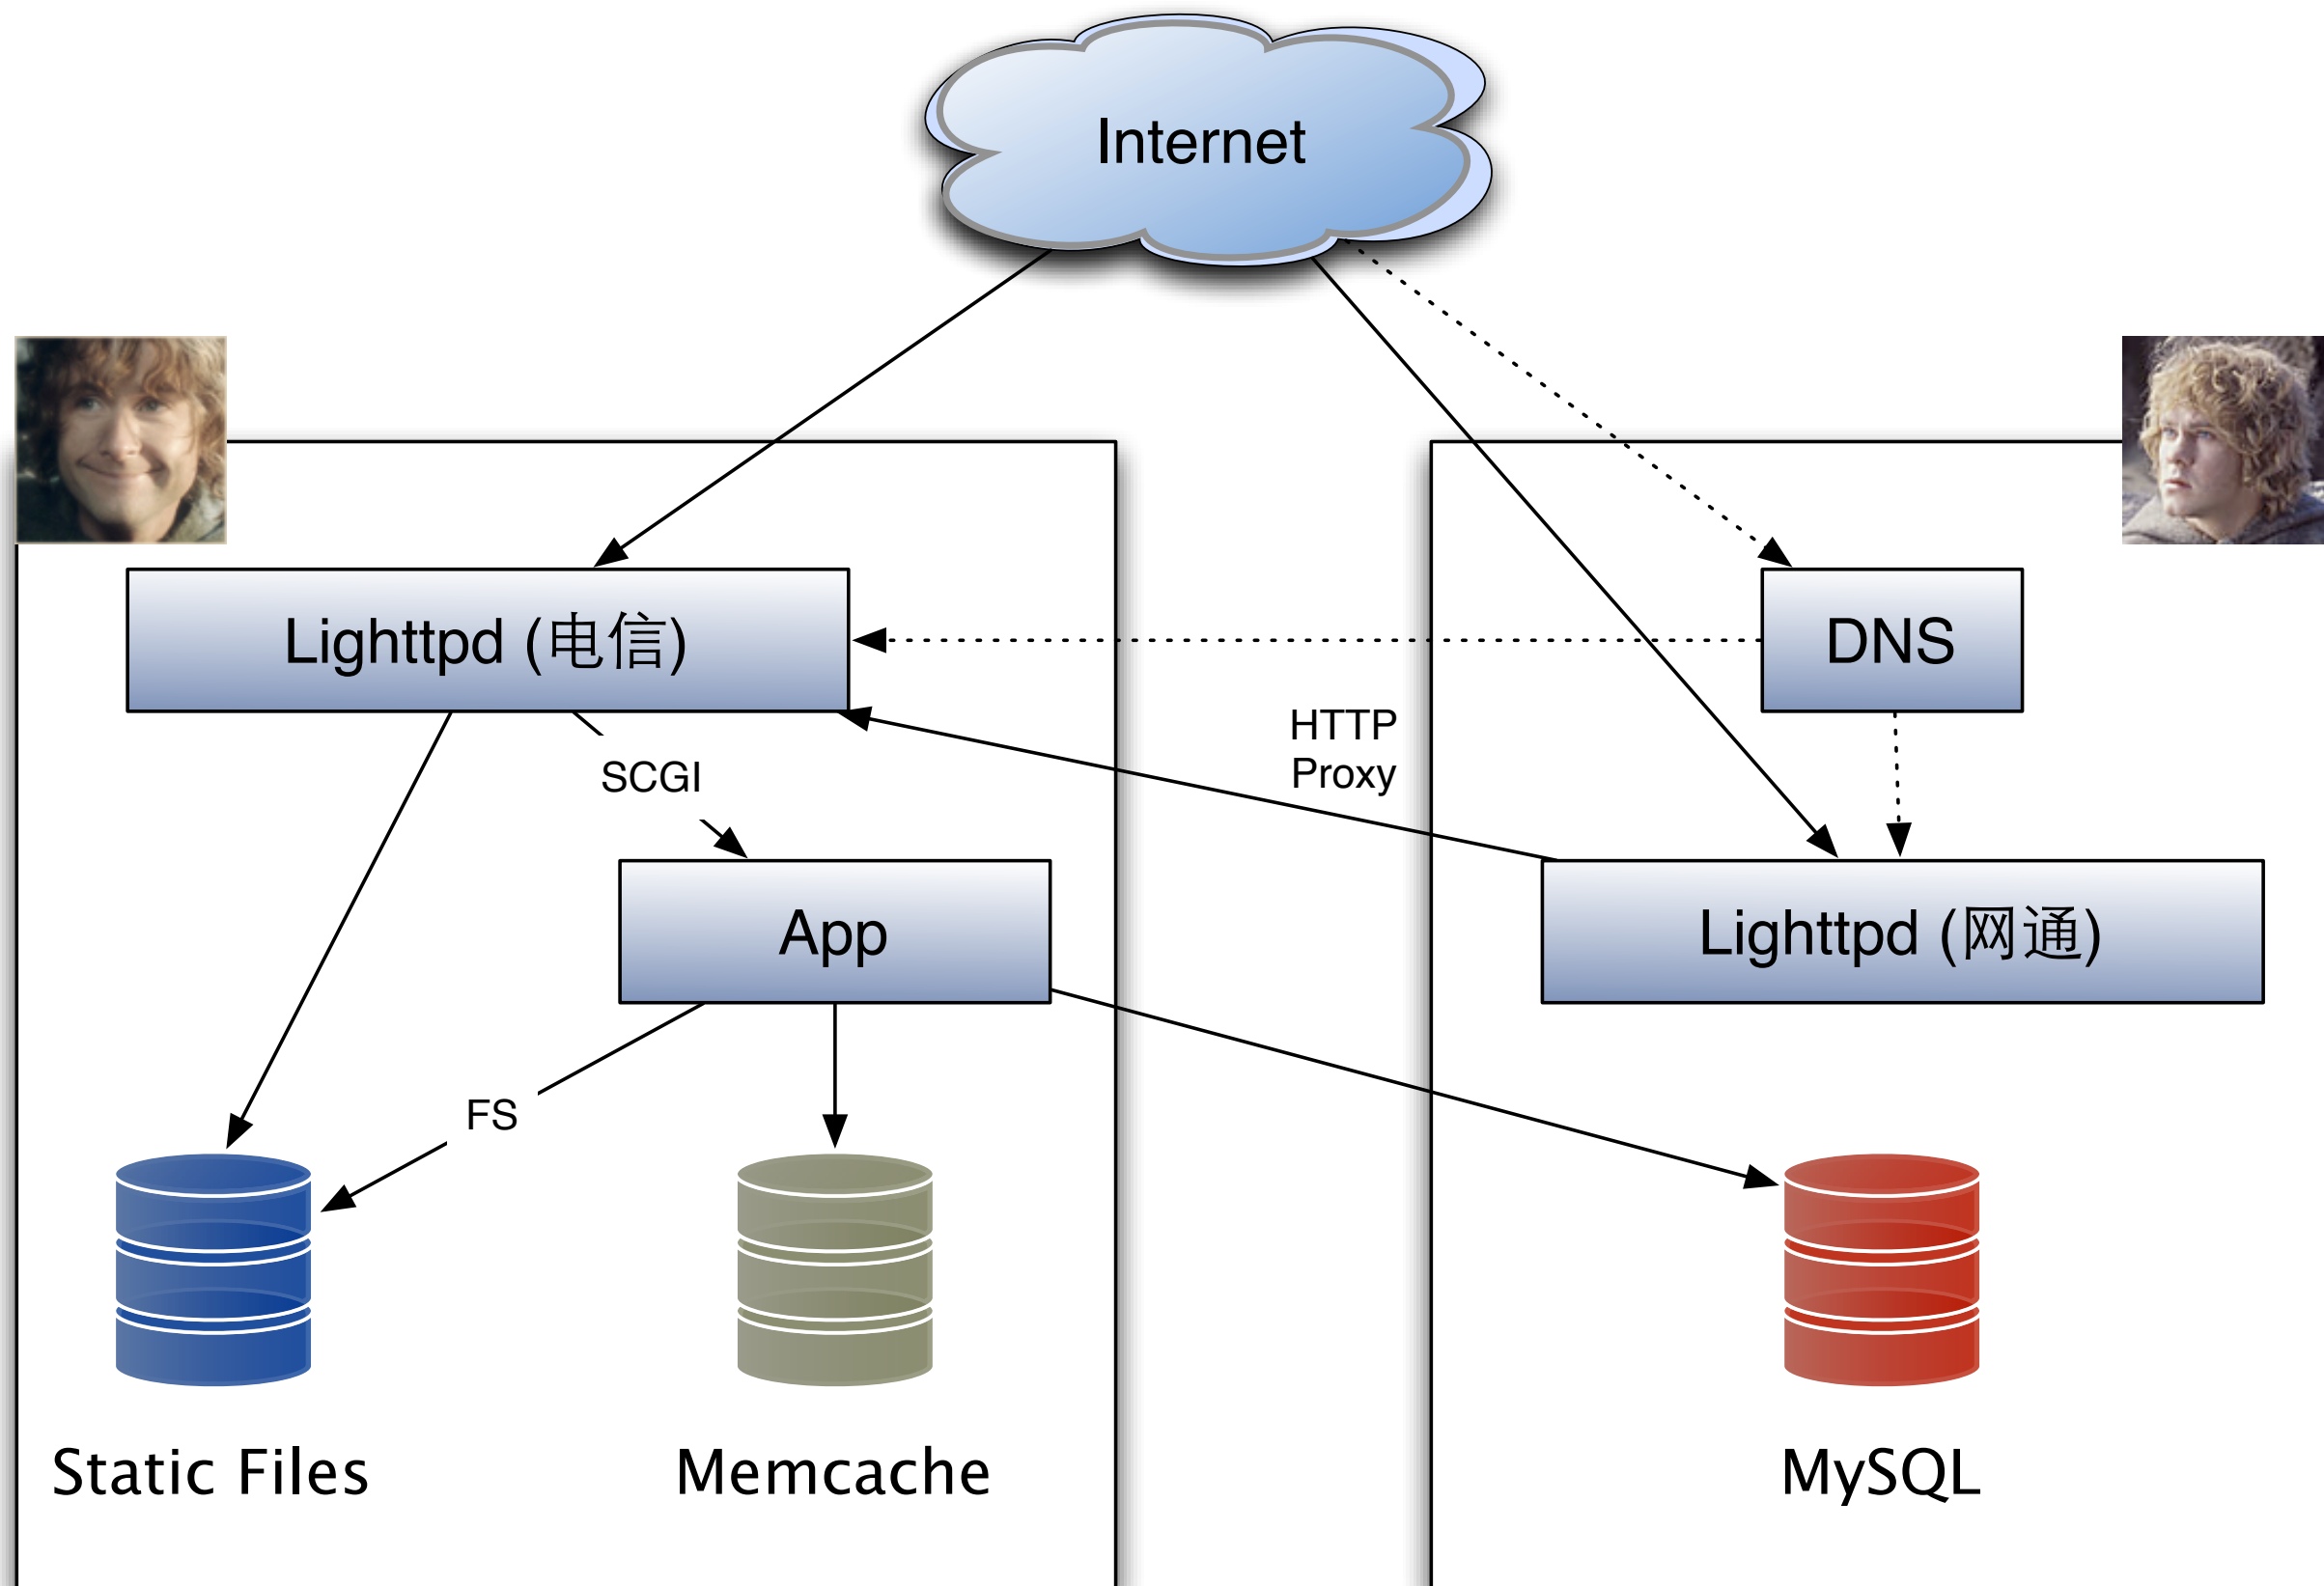 Internet
Lighttpd (电信)
DNS
HTTP
Proxy
SCGI
App
Lighttpd (网通)
FS
Static Files
Memcache
MySQL